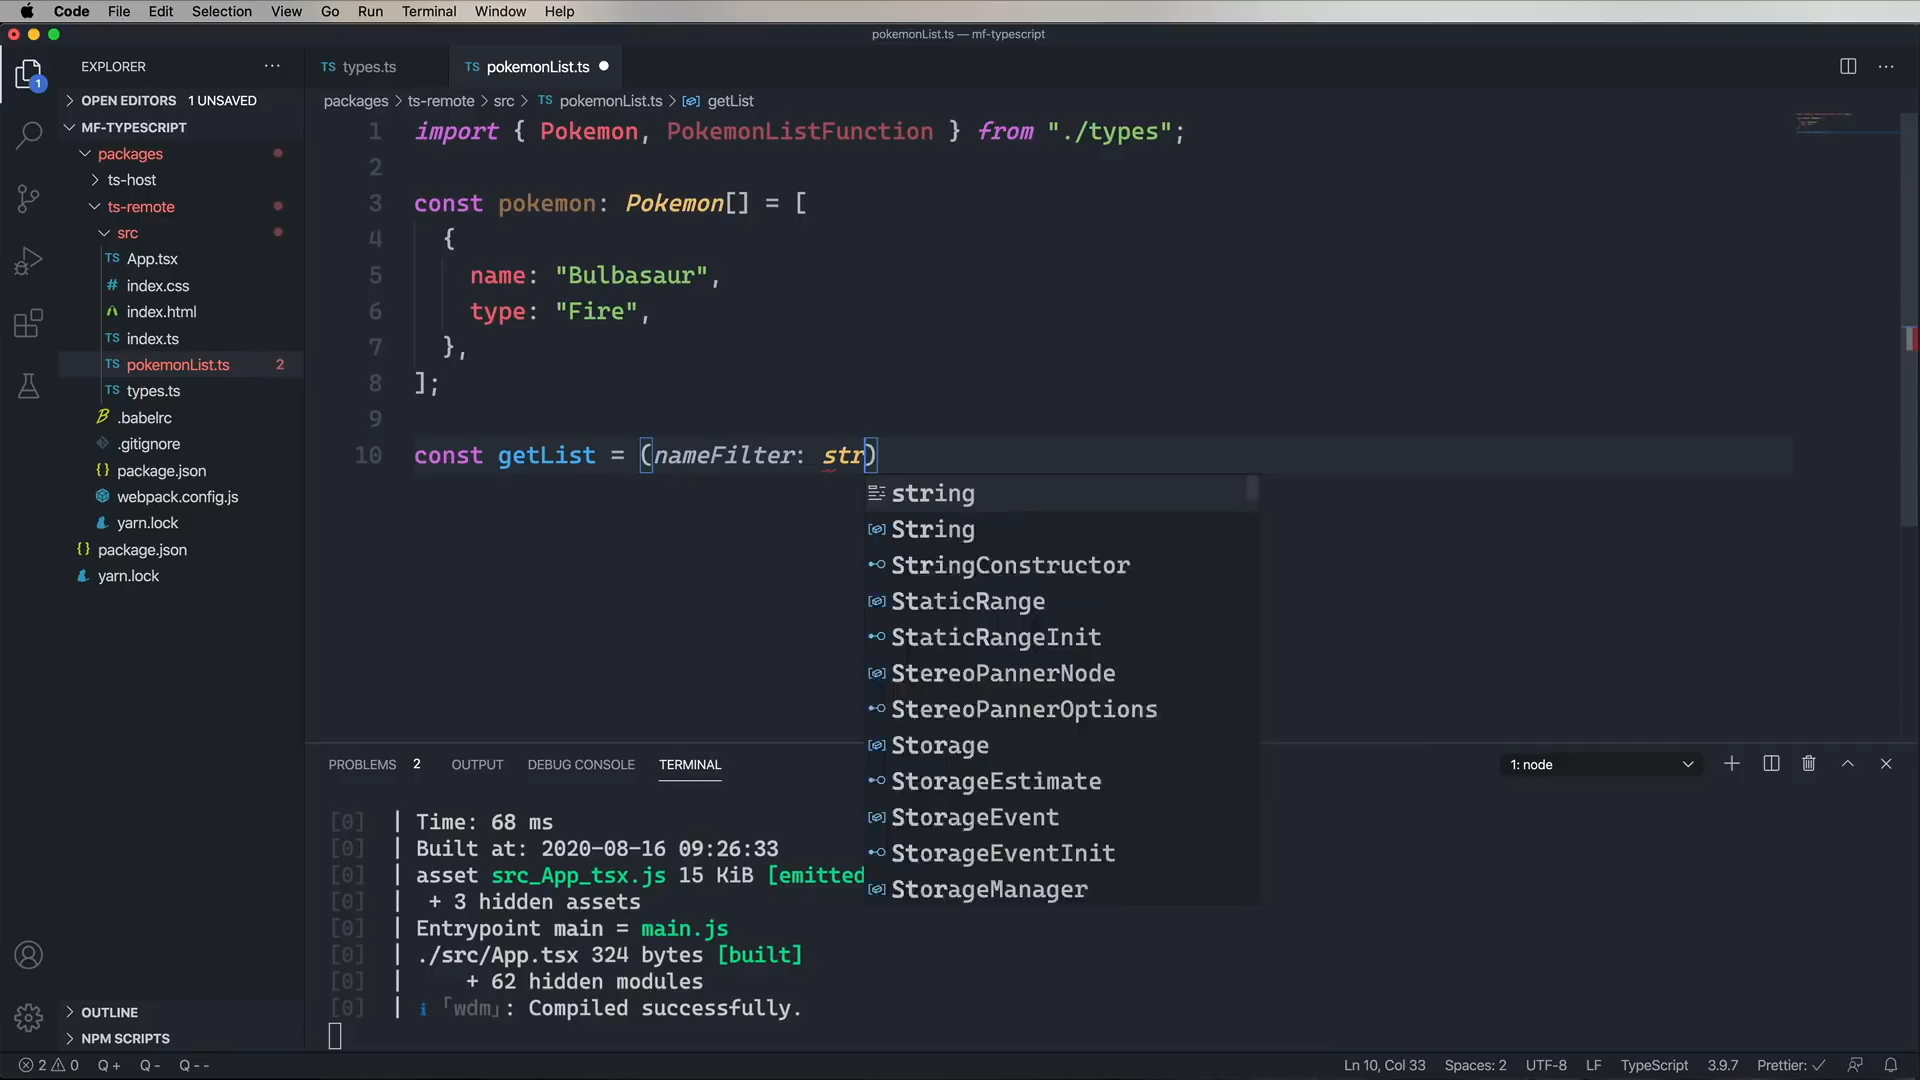 Code File Edit Selection View Go Run Terminal Window Help
pokemonList.ts — mf-typescript
EXPLORER
OPEN EDITORS 1 UNSAVED
MF-TYPESCRIPT
packages
ts-host
ts-remote
src
TS App.tsx
# index.css
index.html
TS index.ts
TS pokemonList.ts 2
TS types.ts
.babelrc
.gitignore
{} package.json
webpack.config.js
yarn.lock
{} package.json
yarn.lock
OUTLINE
NPM SCRIPTS
1
TS types.ts
TS pokemonList.ts
packages > ts-remote > src > TS pokemonList.ts > getList
1 import { Pokemon, PokemonListFunction } from "./types";
2
3 const pokemon: Pokemon[] = [
4 {
5 name: "Bulbasaur",
6 type: "Fire",
7 },
8 ];
9
10 const getList = (nameFilter: str)
string
String
StringConstructor
StaticRange
StaticRangeInit
StereoPannerNode
StereoPannerOptions
Storage
StorageEstimate
StorageEvent
StorageEventInit
StorageManager
PROBLEMS 2 OUTPUT DEBUG CONSOLE TERMINAL
1: node
[0] | Time: 68 ms
[0] | Built at: 2020-08-16 09:26:33
[0] | asset src_App_tsx.js 15 KiB [emitted
[0] | + 3 hidden assets
[0] | Entrypoint main = main.js
[0] | ./src/App.tsx 324 bytes [built]
[0] | + 62 hidden modules
[0] | ℹ 「wdm」: Compiled successfully.
2 0 Q + Q - Q - -
Ln 10, Col 33 Spaces: 2 UTF-8 LF TypeScript 3.9.7 Prettier: ✓